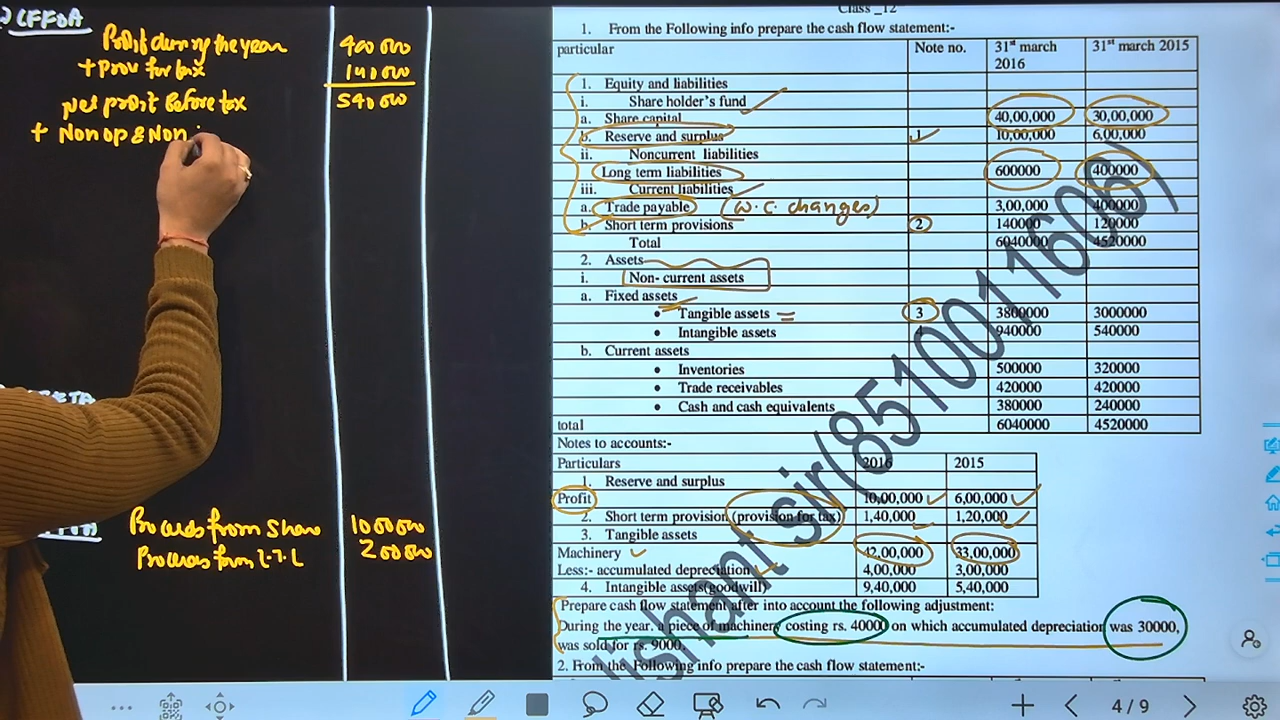 CFFOA
Profit during the year 400000
+ Prov for tax 140000
Net profit Before tax 540000
+ Non op & Non
Proceeds from Share 1000000
Proceeds form L.T.L 200000
Class _12
1. From the Following info prepare the cash flow statement:-
particular Note no. 31st march 2016 31st march 2015
1. Equity and liabilities
i. Share holder's fund
a. Share capital 40,00,000 30,00,000
b. Reserve and surplus 1 10,00,000 6,00,000
ii. Noncurrent liabilities
Long term liabilities 600000 400000
iii. Current liabilities
a. Trade payable (W.C. changes) 3,00,000 400000
b. Short term provisions 2 140000 120000
Total 6040000 4520000
2. Assets
i. Non- current assets
a. Fixed assets
• Tangible assets 3 3800000 3000000
• Intangible assets 4 940000 540000
b. Current assets
• Inventories 500000 320000
• Trade receivables 420000 420000
• Cash and cash equivalents 380000 240000
total 6040000 4520000
Notes to accounts:-
Particulars 2016 2015
1. Reserve and surplus
Profit 10,00,000 6,00,000
2. Short term provision (provision for tax) 1,40,000 1,20,000
3. Tangible assets
Machinery 42,00,000 33,00,000
Less:- accumulated depreciation 4,00,000 3,00,000
4. Intangible assets(goodwill) 9,40,000 5,40,000
Prepare cash flow statement after into account the following adjustment:
During the year. a piece of machinery costing rs. 40000 on which accumulated depreciation was 30000,
was sold for rs. 9000.
2. From the Following info prepare the cash flow statement:-
sir(8510011606)
4 / 9